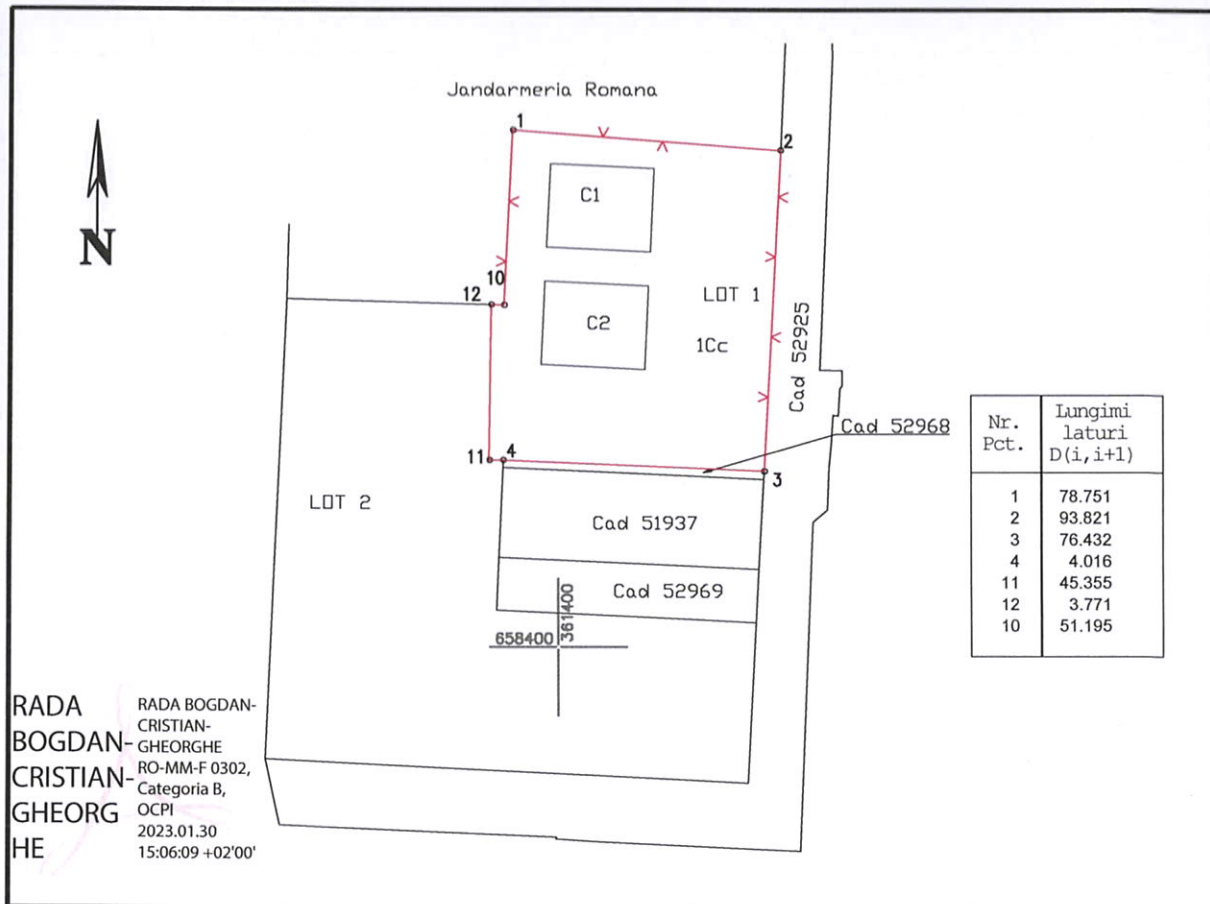 Jandarmeria Romana
1
2
N
C1
10
12
LOT 1
C2
1Cc
Cad 52925
Cad 52968
11
4
3
LOT 2
Cad 51937
Cad 52969
658400
361400
Nr. Pct.
Lungimi laturi D(i,i+1)
1 78.751
2 93.821
3 76.432
4 4.016
11 45.355
12 3.771
10 51.195
RADA
BOGDAN-
CRISTIAN-
GHEORG
HE
RADA BOGDAN-
CRISTIAN-
GHEORGHE
RO-MM-F 0302,
Categoria B,
OCPI
2023.01.30
15:06:09 +02'00'